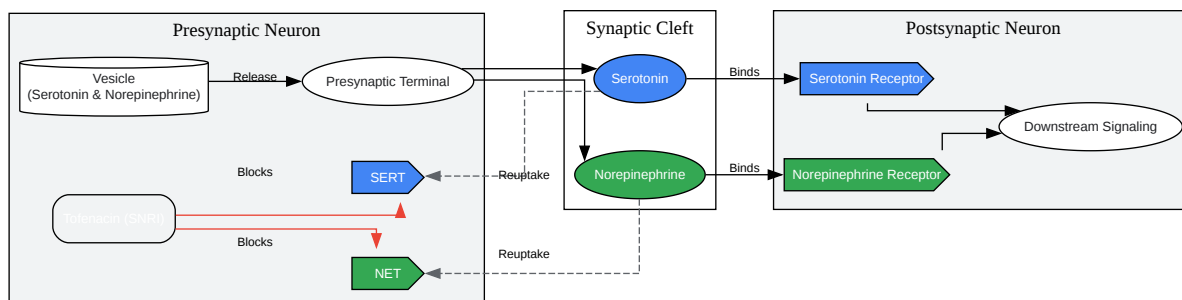 Presynaptic Neuron
Synaptic Cleft
Postsynaptic Neuron
Vesicle
(Serotonin & Norepinephrine)
Release
Presynaptic Terminal
Serotonin
Binds
Serotonin Receptor
Downstream Signaling
Blocks
SERT
Reuptake
Norepinephrine
Binds
Norepinephrine Receptor
Tofenacin (SNRI)
Blocks
NET
Reuptake